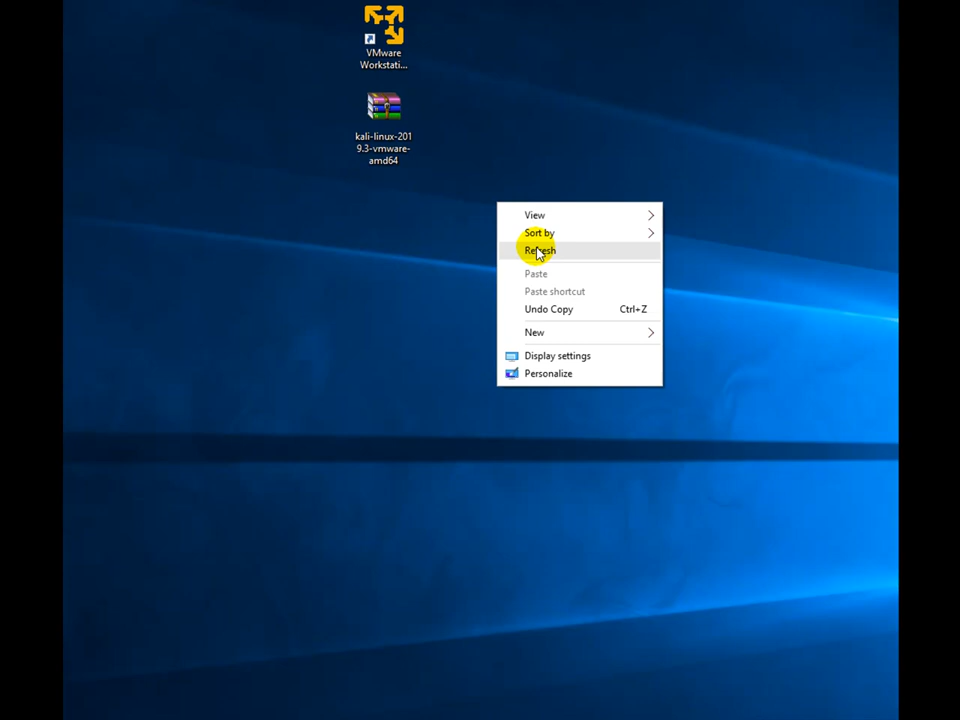 VMware
Workstati...
kali-linux-201
9.3-vmware-
amd64
View
Sort by
Refresh
Paste
Paste shortcut
Undo Copy Ctrl+Z
New
Display settings
Personalize